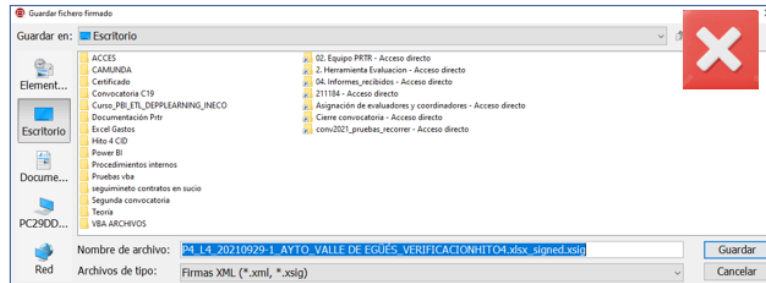 Guardar fichero firmado
Guardar en: Escritorio
ACCES
CAMUNDA
Certificado
Convocatoria C19
Curso_PBI_ETL_DEPPLEARNING_INECO
Documentación Prtr
Excel Gastos
Hito 4 CID
Power BI
Procedimientos internos
Pruebas vba
seguimineto contratos en sucio
Segunda convocatoria
Teoría
VBA ARCHIVOS
02. Equipo PRTR - Acceso directo
2. Herramienta Evaluacion - Acceso directo
04. Informes_recibidos - Acceso directo
211184 - Acceso directo
Asignación de evaluadores y coordinadores - Acceso directo
Cierre convocatoria - Acceso directo
conv2021_pruebas_recorrer - Acceso directo
Element...
Escritorio
Docume...
PC29DD...
Red
Nombre de archivo: P4_L4_20210929-1_AYTO_VALLE DE EGÜÉS_VERIFICACIONHITO4.xlsx_signed.xsig
Guardar
Archivos de tipo: Firmas XML (*.xml, *.xsig)
Cancelar